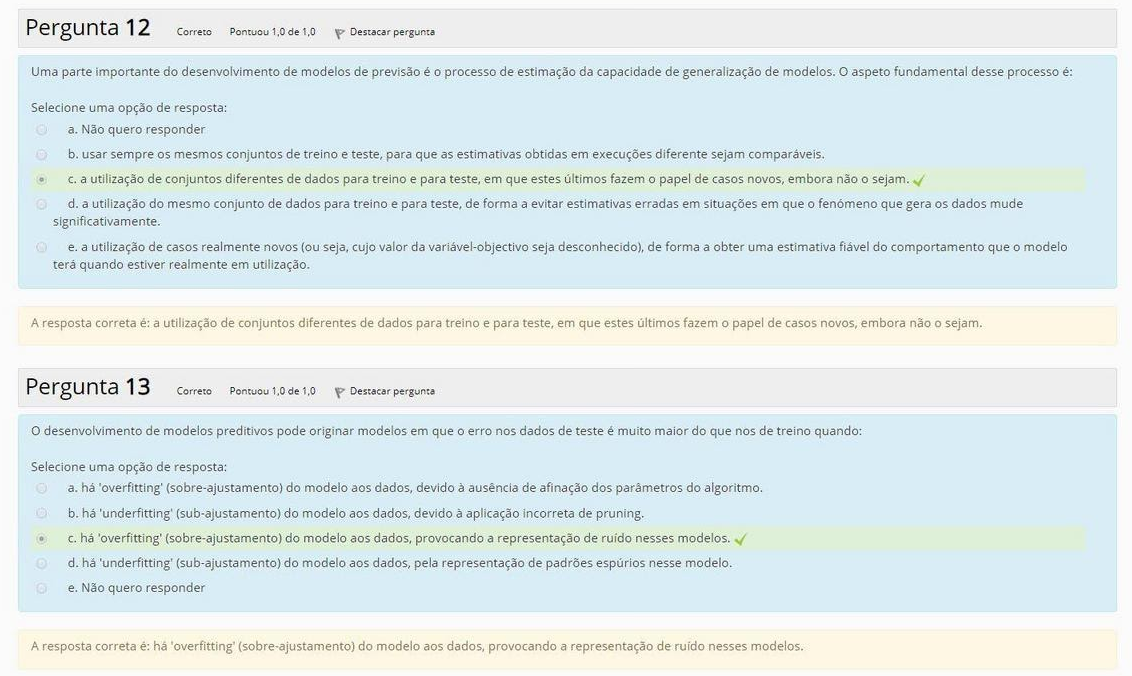 Pergunta 12 Correto Pontuou 1,0 de 1,0 Destacar pergunta
Uma parte importante do desenvolvimento de modelos de previsão é o processo de estimação da capacidade de generalização de modelos. O aspeto fundamental desse processo é:
Selecione uma opção de resposta:
a. Não quero responder
b. usar sempre os mesmos conjuntos de treino e teste, para que as estimativas obtidas em execuções diferente sejam comparáveis.
c. a utilização de conjuntos diferentes de dados para treino e para teste, em que estes últimos fazem o papel de casos novos, embora não o sejam.
d. a utilização do mesmo conjunto de dados para treino e para teste, de forma a evitar estimativas erradas em situações em que o fenómeno que gera os dados mude
significativamente.
e. a utilização de casos realmente novos (ou seja, cujo valor da variável-objectivo seja desconhecido), de forma a obter uma estimativa fiável do comportamento que o modelo
terá quando estiver realmente em utilização.
A resposta correta é: a utilização de conjuntos diferentes de dados para treino e para teste, em que estes últimos fazem o papel de casos novos, embora não o sejam.
Pergunta 13 Correto Pontuou 1,0 de 1,0 Destacar pergunta
O desenvolvimento de modelos preditivos pode originar modelos em que o erro nos dados de teste é muito maior do que nos de treino quando:
Selecione uma opção de resposta:
a. há 'overfitting' (sobre-ajustamento) do modelo aos dados, devido à ausência de afinação dos parâmetros do algoritmo.
b. há 'underfitting' (sub-ajustamento) do modelo aos dados, devido à aplicação incorreta de pruning.
c. há 'overfitting' (sobre-ajustamento) do modelo aos dados, provocando a representação de ruído nesses modelos.
d. há 'underfitting' (sub-ajustamento) do modelo aos dados, pela representação de padrões espúrios nesse modelo.
e. Não quero responder
A resposta correta é: há 'overfitting' (sobre-ajustamento) do modelo aos dados, provocando a representação de ruído nesses modelos.